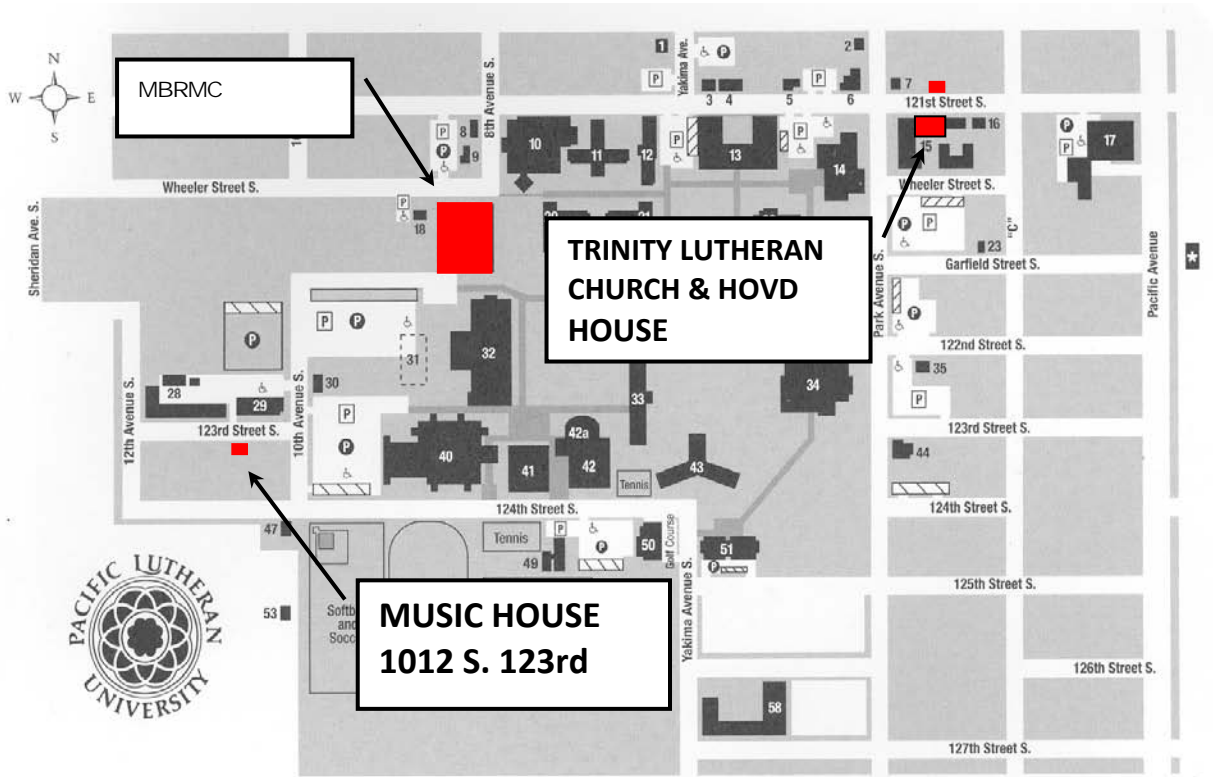 N
W
E
S
MBRMC
8th Avenue S.
Yakima Ave.
1
P
P
2
3
4
5
P
6
7
121st Street S.
P
P
8
9
10
11
12
P
13
P
14
15
16
P
P
17
Wheeler Street S.
Wheeler Street S.
Sheridan Ave. S.
P
18
TRINITY LUTHERAN
CHURCH & HOVD
HOUSE
P
P
23
"C"
Garfield Street S.
Pacific Avenue
Park Avenue S.
P
P
P
31
32
P
122nd Street S.
28
29
30
33
34
35
P
12th Avenue S.
10th Avenue S.
123rd Street S.
123rd Street S.
P
P
40
41
42a
42
43
44
Tennis
124th Street S.
124th Street S.
47
Tennis
P
P
49
50
Golf Course
51
P
PACIFIC LUTHERAN
UNIVERSITY
53
Softb
and
Socce
MUSIC HOUSE
1012 S. 123rd
Yakima Avenue S.
125th Street S.
126th Street S.
58
127th Street S.